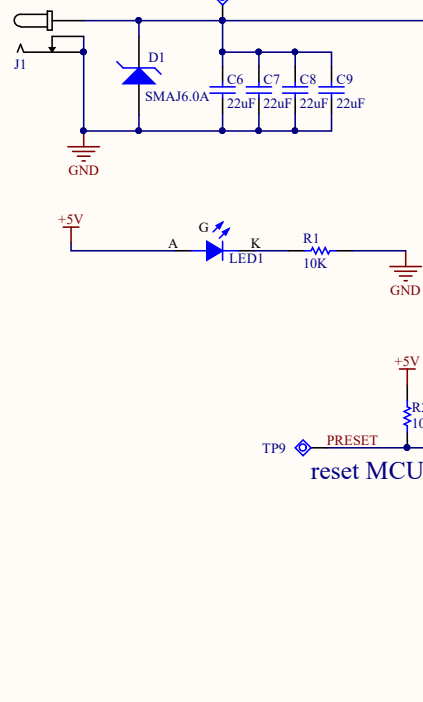 J1
D1
SMAJ6.0A
C6 C7 C8 C9
22uF 22uF 22uF 22uF
GND
+5V
G
A K R1
LED1 10K
GND
+5V
TP9 PRESET
reset MCU